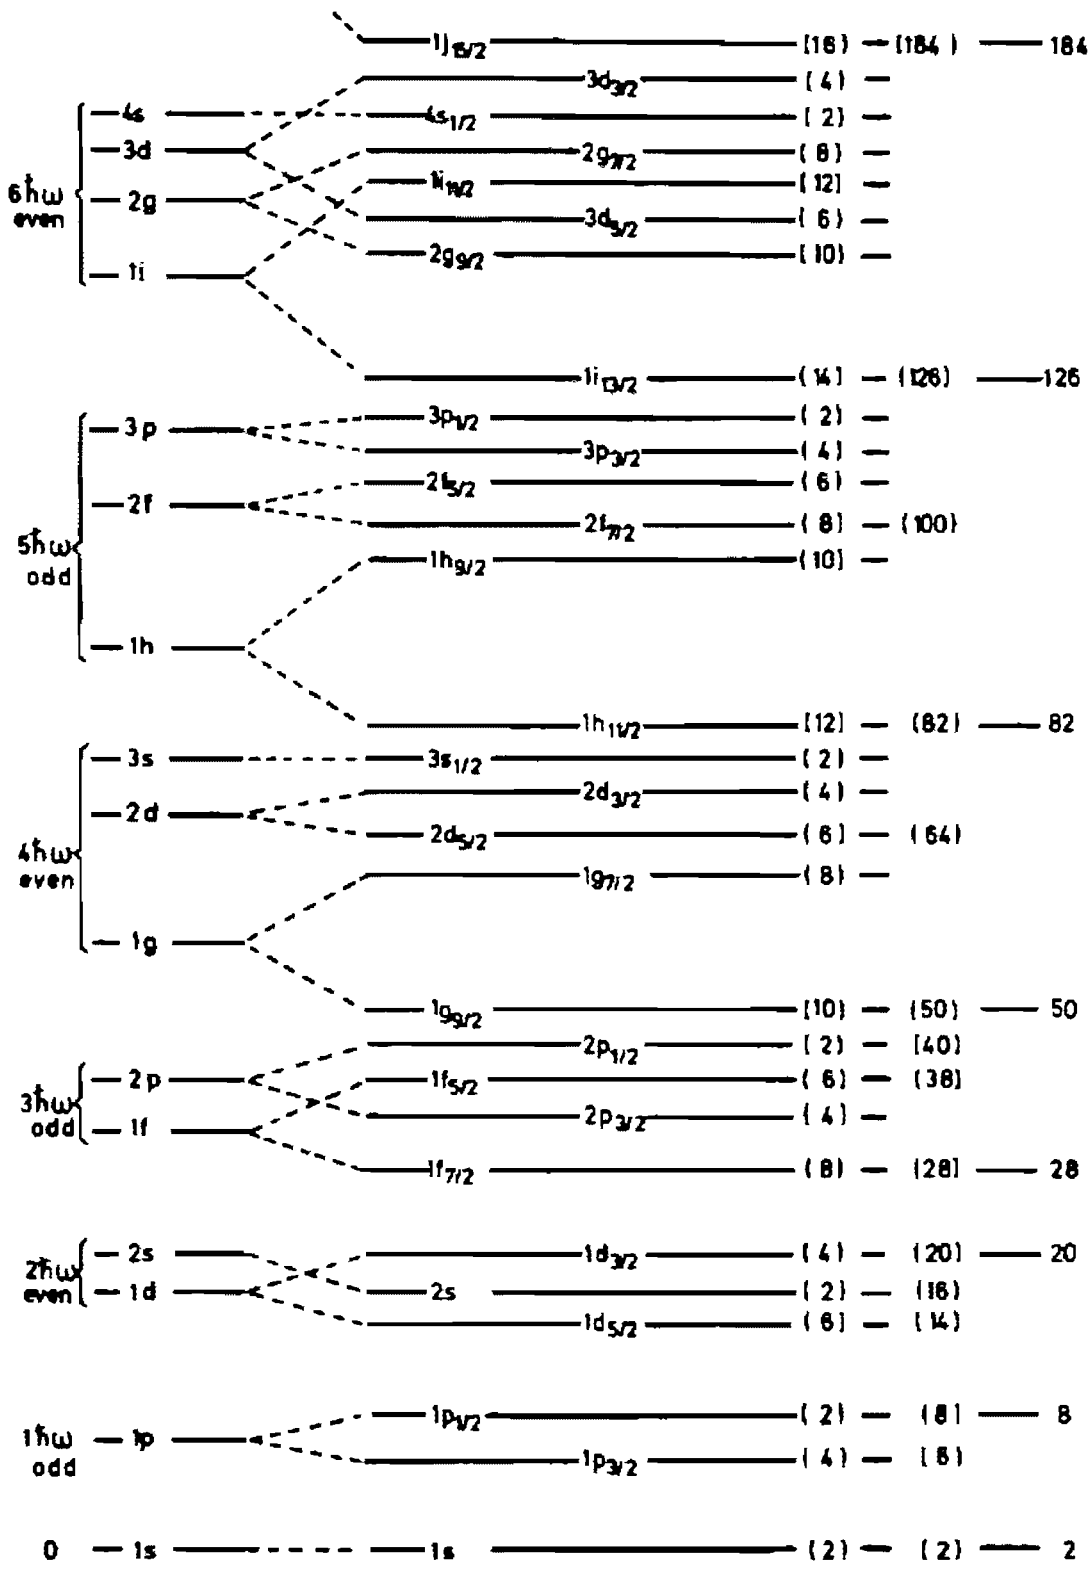 1j15/2 [16] (184) 184
3d3/2 (4)
4s 4s1/2 [2]
3d 2g7/2 (8)
6ħω even 2g 1i11/2 [12]
3d5/2 (6)
2g9/2 [10]
1i
1i13/2 (14] (126) 126
3p 3p1/2 (2)
3p3/2 (4)
2f 2f5/2 (6)
2f7/2 (8] (100)
5ħω odd 1h9/2 (10]
1h
1h11/2 [12] (82) 82
3s 3s1/2 (2)
2d 2d3/2 (4)
2d5/2 (6) (64)
4ħω even 1g7/2 (8)
1g
1g9/2 [10) (50) 50
2p1/2 [2) [40]
2p 1f5/2 (6) (38]
3ħω odd 1f 2p3/2 (4)
1f7/2 (8) (28] 28
2s 1d3/2 (4) (20) 20
2ħω even 1d 2s (2) (16)
1d5/2 (6] (14)
1p1/2 (2) (8] 8
1ħω odd 1p
1p3/2 (4) [6)
0 1s 1s (2) (2) 2